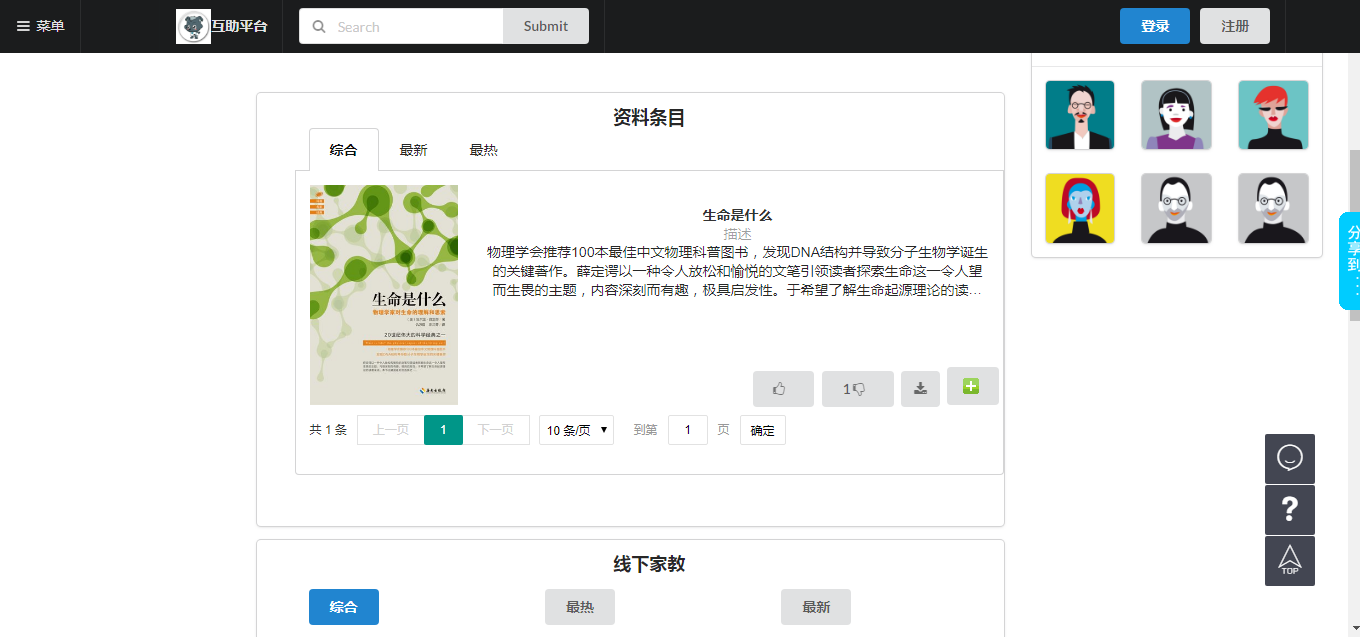 菜单
互助平台
Search
Submit
登录
注册
资料条目
综合
最新
最热
生命是什么
描述
物理学会推荐100本最佳中文物理科普图书，发现DNA结构并导致分子生物学诞生
的关键著作。薛定谔以一种令人放松和愉悦的文笔引领读者探索生命这一令人望
而生畏的主题，内容深刻而有趣，极具启发性。于希望了解生命起源理论的读...
生命是什么
物理学家对生命的理解和思索
20世纪伟大的科学经典之一
1
共 1 条
上一页
1
下一页
10 条/页
到第
1
页
确定
分享到：
?
TOP
线下家教
综合
最热
最新